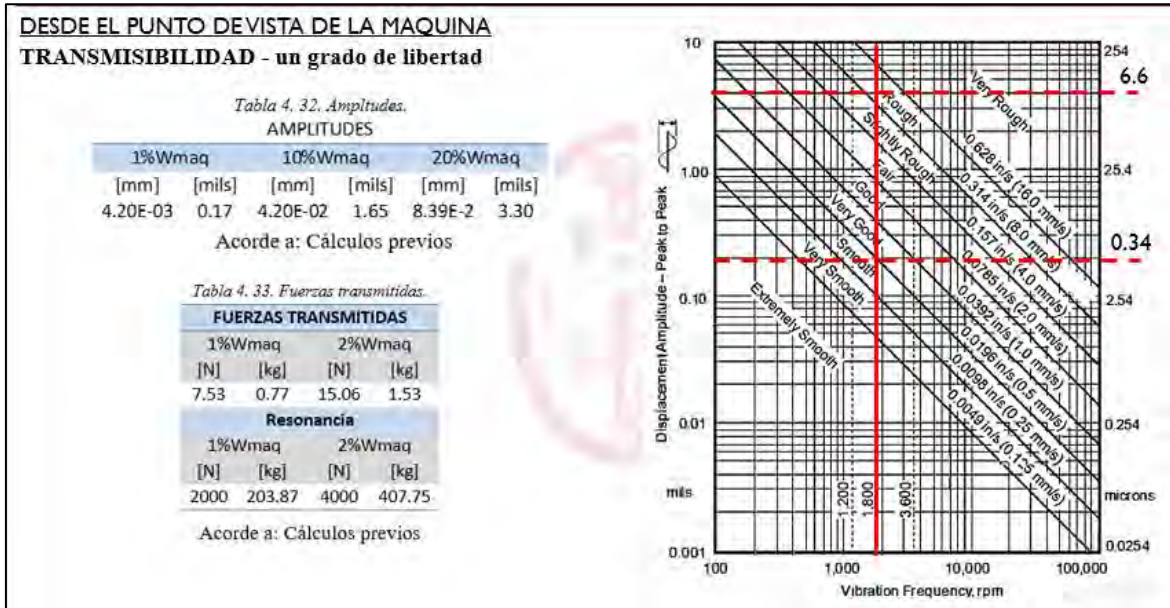 DESDE EL PUNTO DE VISTA DE LA MAQUINA
TRANSMISIBILIDAD - un grado de libertad
Tabla 4. 32. Ampltudes.
AMPLITUDES
1%Wmaq 10%Wmaq 20%Wmaq
[mm] [mils] [mm] [mils] [mm] [mils]
4.20E-03 0.17 4.20E-02 1.65 8.39E-2 3.30
Acorde a: Cálculos previos
Tabla 4. 33. Fuerzas transmitidas.
FUERZAS TRANSMITIDAS
1%Wmaq 2%Wmaq
[N] [kg] [N] [kg]
7.53 0.77 15.06 1.53
Resonancia
1%Wmaq 2%Wmaq
[N] [kg] [N] [kg]
2000 203.87 4000 407.75
Acorde a: Cálculos previos
Displacement Amplitude – Peak to Peak
10
1.00
0.10
0.01
mils
0.001
Very Rough
Rough
Slightly Rough
Fair
Good
Very Good
Smooth
Very Smooth
Extremely Smooth
0.628 in/s (16.0 mm/s)
0.314 in/s (8.0 mm/s)
0.157 in/s (4.0 mm/s)
0.0785 in/s (2.0 mm/s)
0.0392 in/s (1.0 mm/s)
0.0196 in/s (0.5 mm/s)
0.0098 in/s (0.25 mm/s)
0.0049 in/s (0.125 mm/s)
1,200
1,800
3,600
254
6.6
25.4
0.34
2.54
0.254
microns
0.0254
100 1,000 10,000 100,000
Vibration Frequency, rpm